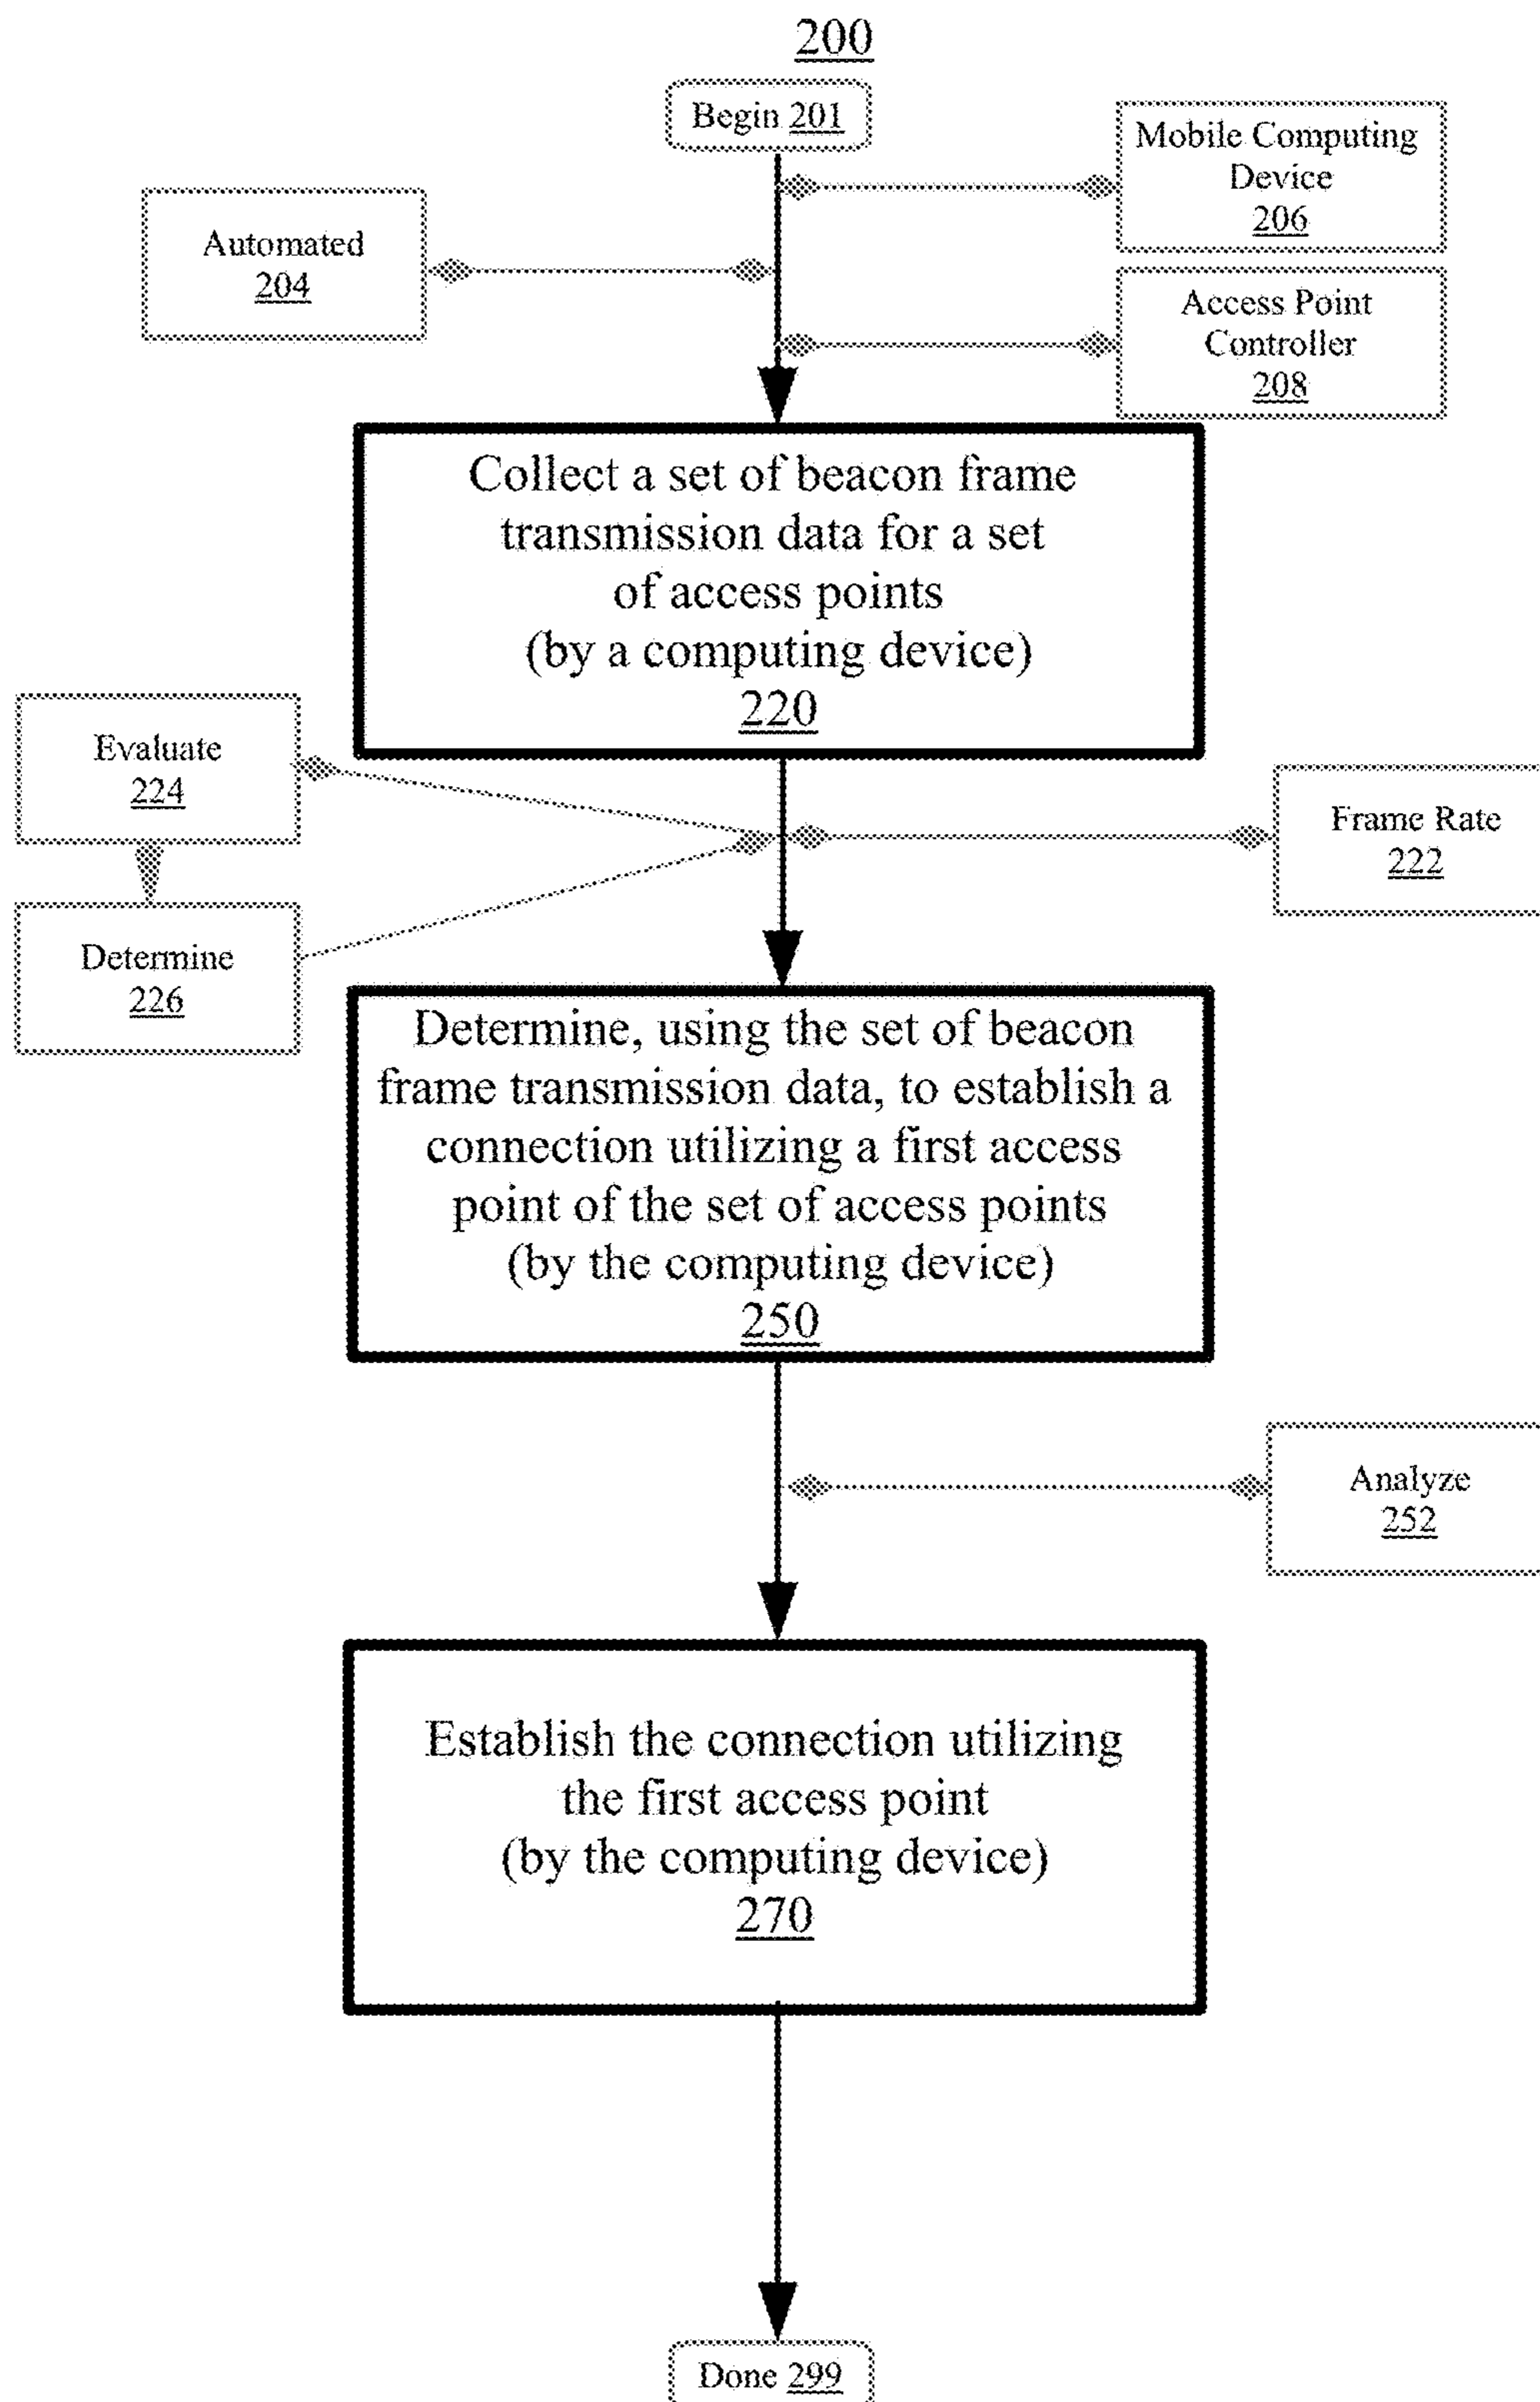 200
Begin 201
Mobile Computing
Device
206
Automated
204
Access Point
Controller
208
Collect a set of beacon frame
transmission data for a set
of access points
(by a computing device)
220
Evaluate
224
Frame Rate
222
Determine
226
Determine, using the set of beacon
frame transmission data, to establish a
connection utilizing a first access
point of the set of access points
(by the computing device)
250
Analyze
252
Establish the connection utilizing
the first access point
(by the computing device)
270
Done 299